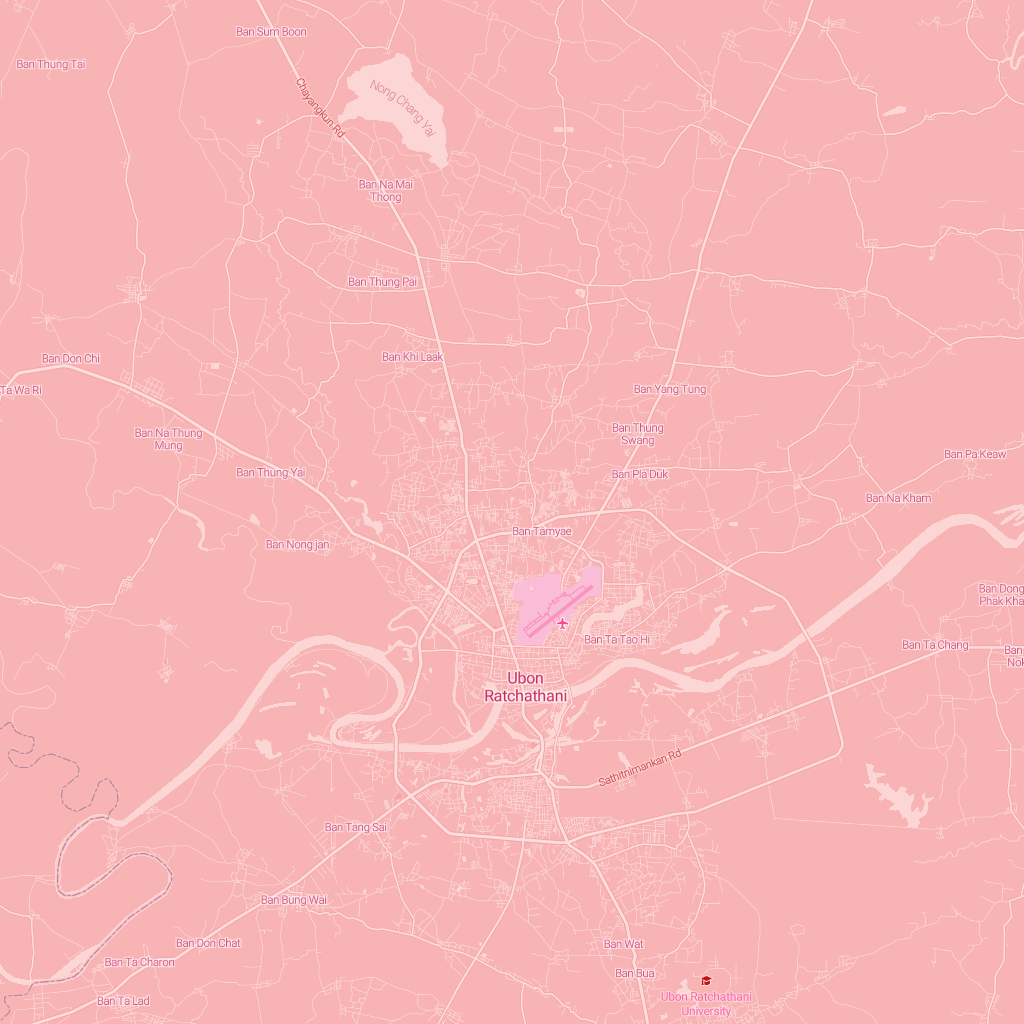 Ban Sum Boon
Ban Thung Tai
Nong Chang Yai
Chayangkun Rd
Ban Na Mai
Thong
Ban Thung Pai
Ban Khi Laak
Ban Don Chi
Ta Wa Ri
Ban Yang Tung
Ban Na Thung
Mung
Ban Thung
Swang
Ban Thung Yai
Ban Pla Duk
Ban Pa Keaw
Ban Na Kham
Ban Tamyae
Ban Nong jan
Ban Dong
Phak Kha
Ban Ta Tao Hi
Ban Ta Chang
Ban
Nok
Ubon
Ratchathani
Sathitnimankan Rd
Ban Tang Sai
Ban Bung Wai
Ban Don Chat
Ban Wat
Ban Ta Charon
Ban Bua
Ban Ta Lad
Ubon Ratchathani
University